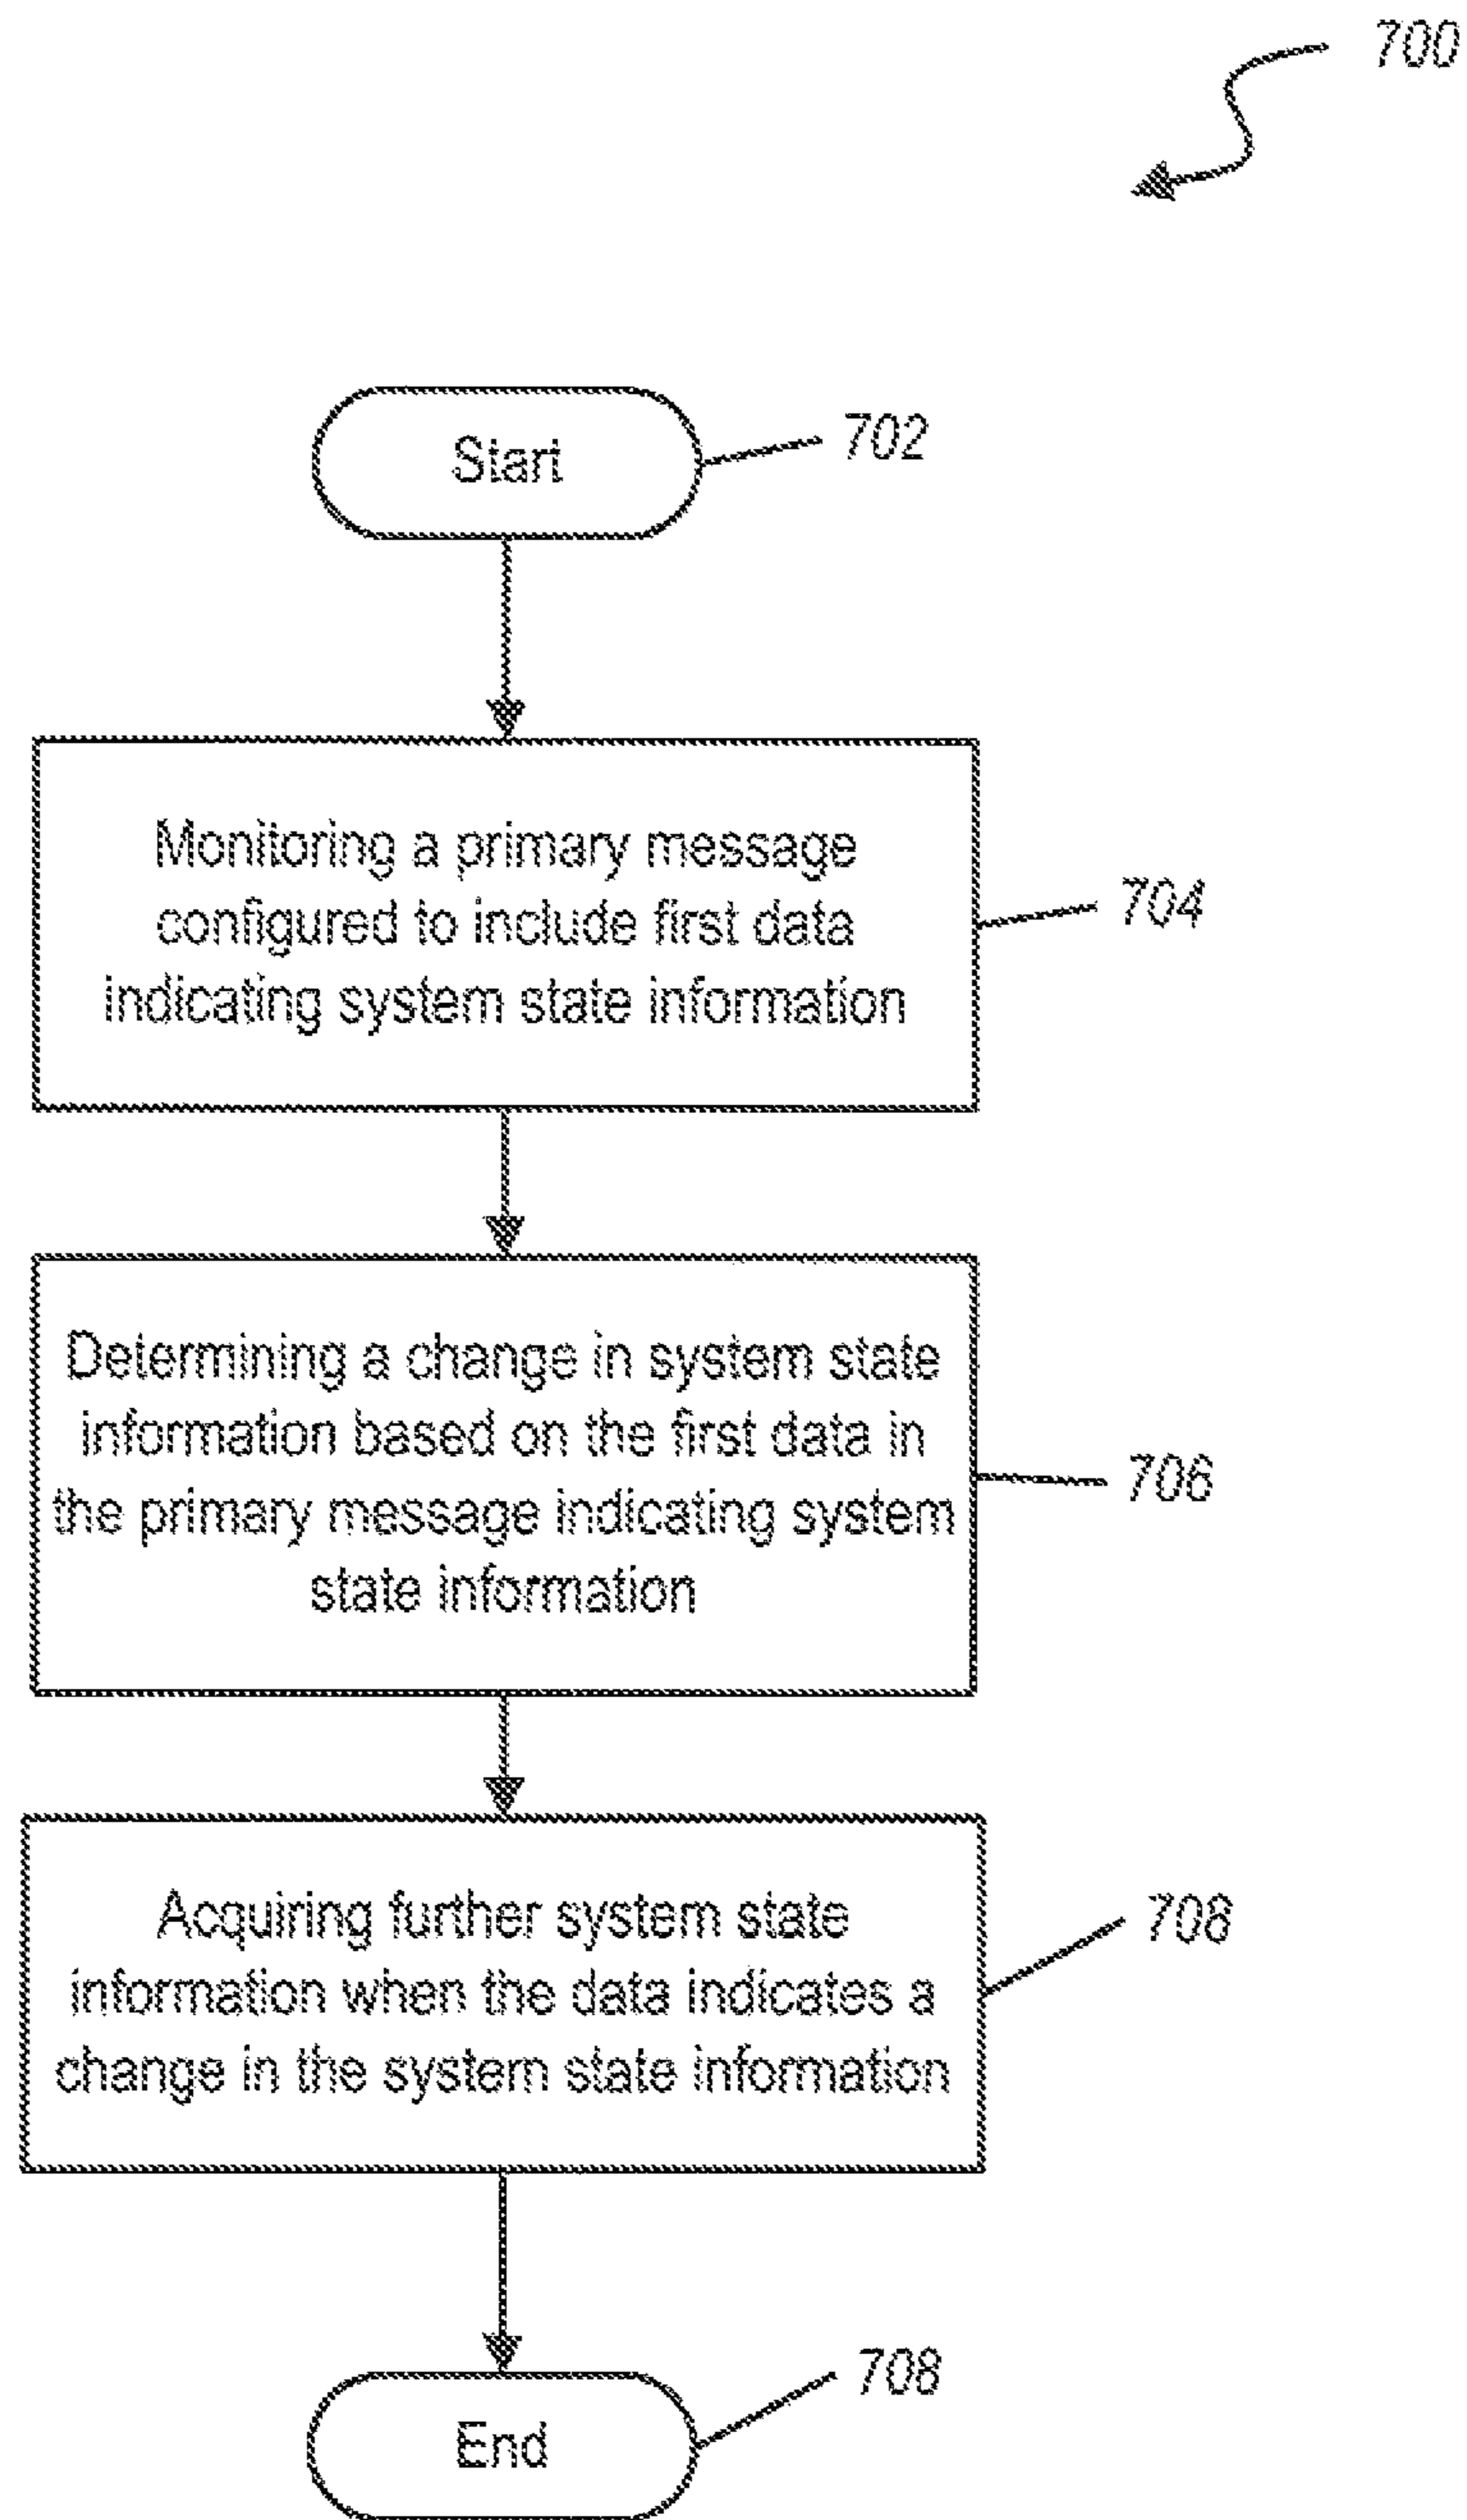 700
Start
702
Monitoring a primary message
configured to include first data
indicating system state information
704
Determining a change in system state
information based on the first data in
the primary message indicating system
state information
706
Acquiring further system state
information when the data indicates a
change in the system state information
708
End
708